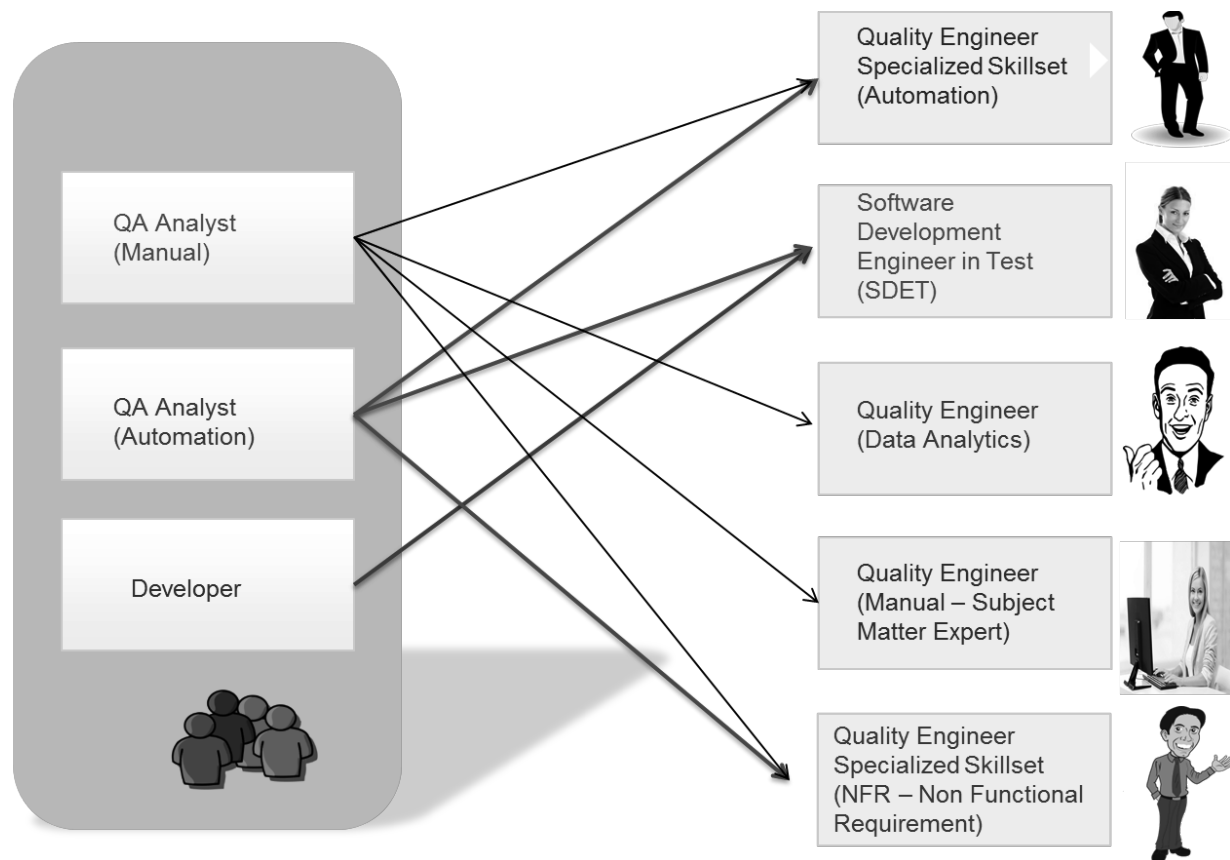 QA Analyst
(Manual)
QA Analyst
(Automation)
Developer
Quality Engineer
Specialized Skillset
(Automation)
Software
Development
Engineer in Test
(SDET)
Quality Engineer
(Data Analytics)
Quality Engineer
(Manual – Subject
Matter Expert)
Quality Engineer
Specialized Skillset
(NFR – Non Functional
Requirement)